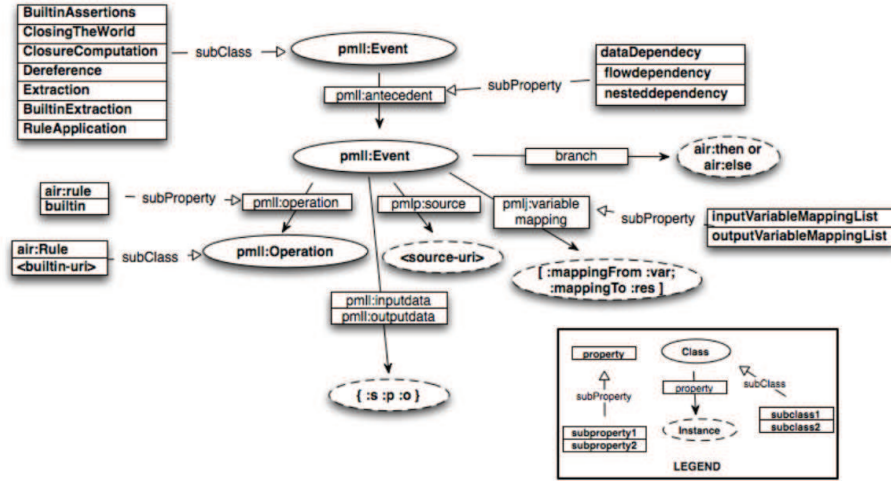 BuiltinAssertions
ClosingTheWorld
ClosureComputation
Dereference
Extraction
BuiltinExtraction
RuleApplication
subClass
pmll:Event
dataDependecy
flowdependency
nesteddependency
subProperty
pmll:antecedent
pmll:Event
branch
air:then or
air:else
air:rule
builtin
subProperty
pmll:operation
pmlp:source
pmlj:variable
mapping
subProperty
inputVariableMappingList
outputVariableMappingList
air:Rule
<builtin-uri>
subClass
pmll:Operation
<source-uri>
[ :mappingFrom :var;
:mappingTo :res ]
pmll:inputdata
pmll:outputdata
{ :s :p :o }
property
Class
subProperty
property
subClass
subproperty1
subproperty2
Instance
subclass1
subclass2
LEGEND